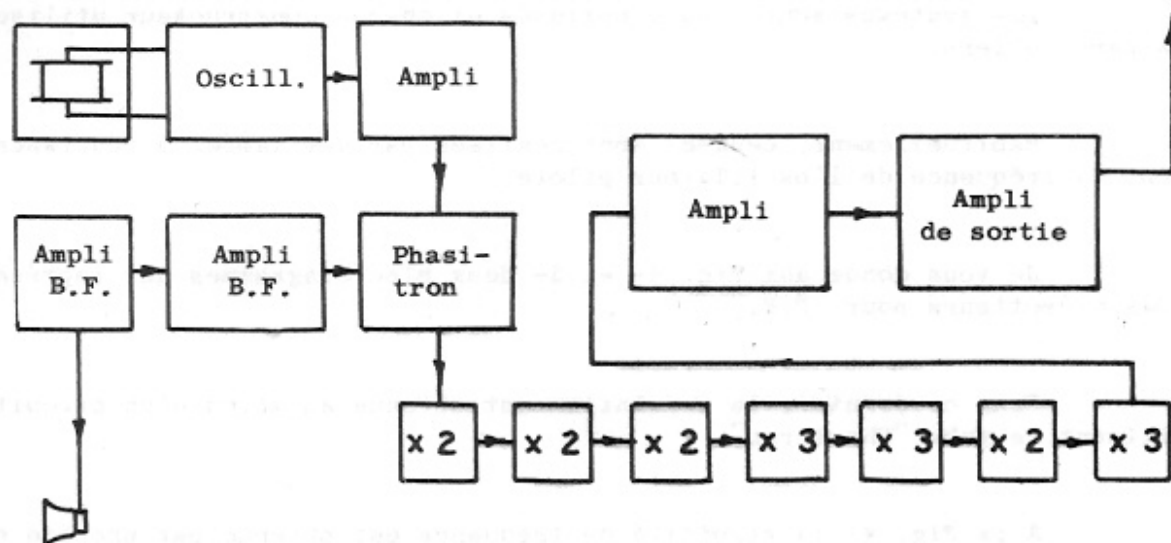 Oscill.
Ampli
Ampli
B.F.
Ampli
B.F.
Phasi-
tron
Ampli
Ampli
de sortie
x 2
x 2
x 2
x 3
x 3
x 2
x 3